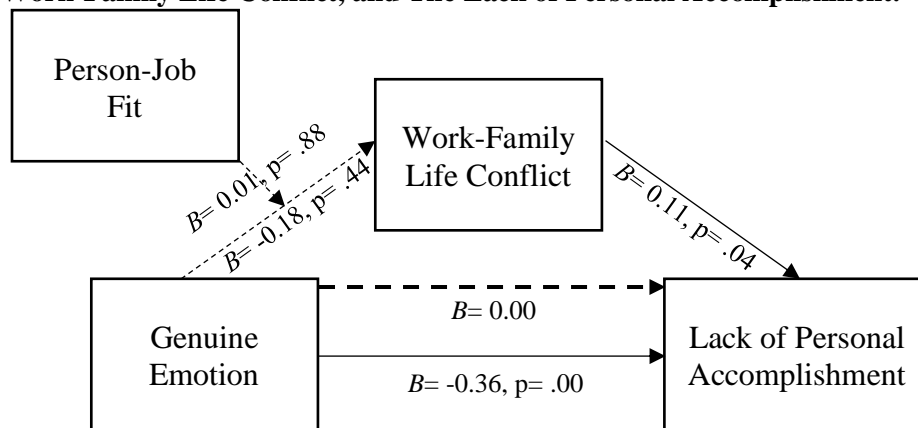 Work-Family Life Conflict, and The Lack of Personal Accomplishment.
Person-Job
Fit
Work-Family
Life Conflict
B= 0.01, p= .88
B= -0.18, p= .44
B= 0.11, p= .04
Genuine
Emotion
B= 0.00
B= -0.36, p= .00
Lack of Personal
Accomplishment